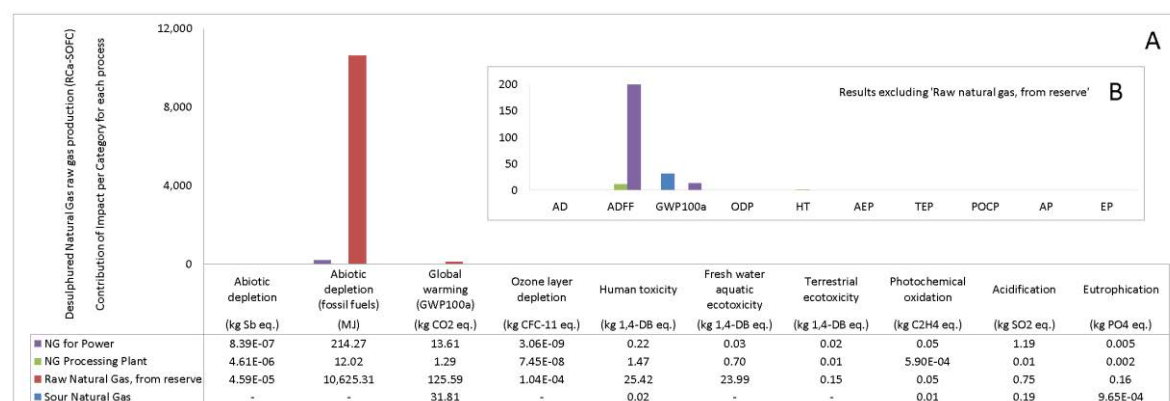 Desulphured Natural Gas raw gas production (RCa-SOFC)
Contribution of Impact per Category for each process
12,000
8,000
4,000
0
A
B
Results excluding 'Raw natural gas, from reserve'
200
150
100
50
0
AD ADFF GWP100a ODP HT AEP TEP POCP AP EP
Abiotic depletion Abiotic depletion (fossil fuels) Global warming (GWP100a) Ozone layer depletion Human toxicity Fresh water aquatic ecotoxicity Terrestrial ecotoxicity Photochemical oxidation Acidification Eutrophication
(kg Sb eq.) (MJ) (kg CO2 eq.) (kg CFC-11 eq.) (kg 1,4-DB eq.) (kg 1,4-DB eq.) (kg 1,4-DB eq.) (kg C2H4 eq.) (kg SO2 eq.) (kg PO4 eq.)
NG for Power 8.39E-07 214.27 13.61 3.06E-09 0.22 0.03 0.02 0.05 1.19 0.005
NG Processing Plant 4.61E-06 12.02 1.29 7.45E-08 1.47 0.70 0.01 5.90E-04 0.01 0.002
Raw Natural Gas, from reserve 4.59E-05 10,625.31 125.59 1.04E-04 25.42 23.99 0.15 0.05 0.75 0.16
Sour Natural Gas - - 31.81 - 0.02 - - 0.01 0.19 9.65E-04